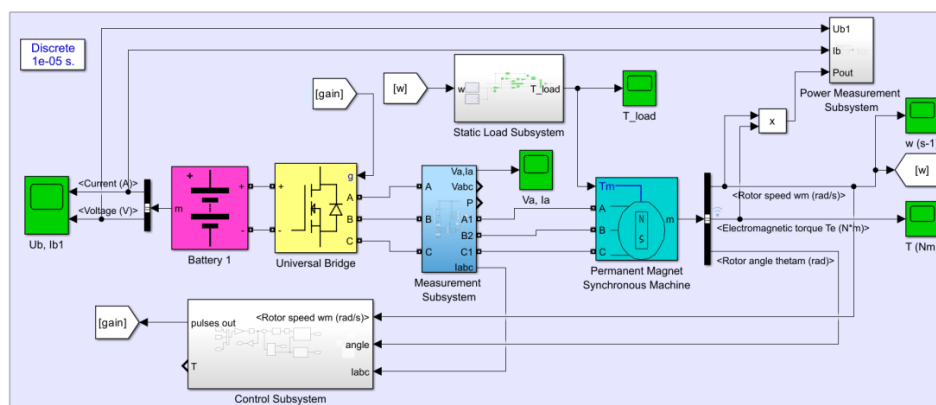 Discrete
1e-05 s.
[gain]
[w]
w
T_load
Static Load Subsystem
T_load
Ub1
Ib
Pout
Power Measurement
Subsystem
x
w (s-1
[w]
T (Nm
<Current (A)>
<Voltage (V)>
Ub, Ib1
+
m
-
Battery 1
+
-
g
A
B
C
Universal Bridge
A
B
C
Va,Ia
Vabc
P
A1
B2
C1
Iabc
Measurement
Subsystem
Va, Ia
Tm
A
B
C
N
S
m
Permanent Magnet
Synchronous Machine
<Rotor speed wm (rad/s)>
<Electromagnetic torque Te (N*m)>
<Rotor angle thetam (rad)>
[gain]
pulses out
T
<Rotor speed wm (rad/s)>
angle
Iabc
Control Subsystem